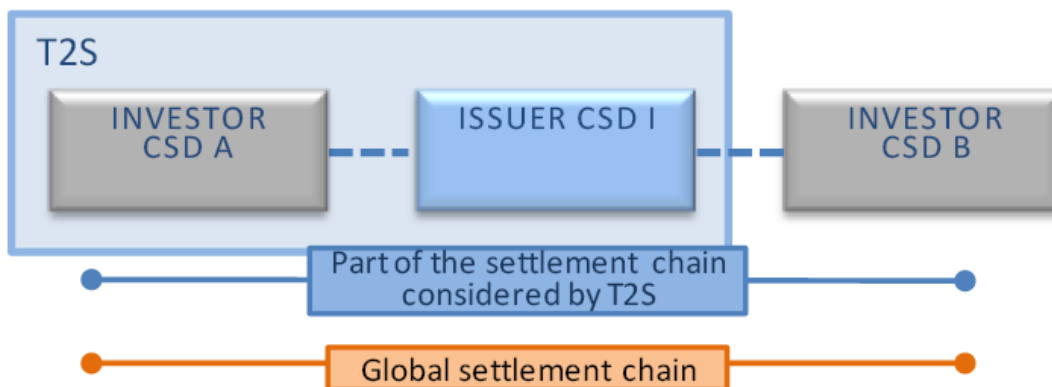 T2S
INVESTOR
CSD A
ISSUER CSD I
INVESTOR
CSD B
Part of the settlement chain
considered by T2S
Global settlement chain